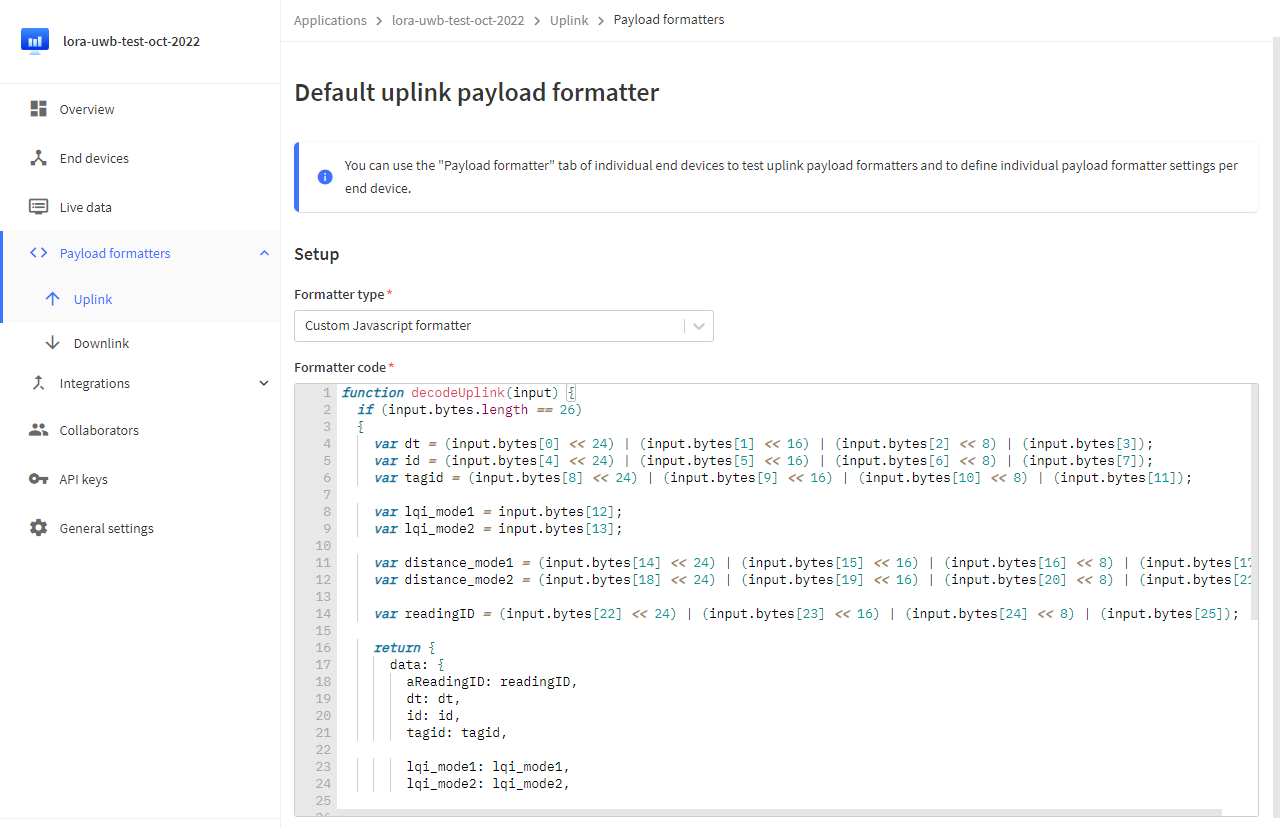 lora-uwb-test-oct-2022
Overview
End devices
Live data
Payload formatters
Uplink
Downlink
Integrations
Collaborators
API keys
General settings
Applications > lora-uwb-test-oct-2022 > Uplink > Payload formatters
Default uplink payload formatter
You can use the "Payload formatter" tab of individual end devices to test uplink payload formatters and to define individual payload formatter settings per
end device.
Setup
Formatter type*
Custom Javascript formatter
Formatter code*
1 function decodeUplink(input) {
2 if (input.bytes.length == 26)
3 {
4 var dt = (input.bytes[0] << 24) | (input.bytes[1] << 16) | (input.bytes[2] << 8) | (input.bytes[3]);
5 var id = (input.bytes[4] << 24) | (input.bytes[5] << 16) | (input.bytes[6] << 8) | (input.bytes[7]);
6 var tagid = (input.bytes[8] << 24) | (input.bytes[9] << 16) | (input.bytes[10] << 8) | (input.bytes[11]);
7
8 var lqi_mode1 = input.bytes[12];
9 var lqi_mode2 = input.bytes[13];
10
11 var distance_mode1 = (input.bytes[14] << 24) | (input.bytes[15] << 16) | (input.bytes[16] << 8) | (input.bytes[17
12 var distance_mode2 = (input.bytes[18] << 24) | (input.bytes[19] << 16) | (input.bytes[20] << 8) | (input.bytes[21
13
14 var readingID = (input.bytes[22] << 24) | (input.bytes[23] << 16) | (input.bytes[24] << 8) | (input.bytes[25]);
15
16 return {
17 data: {
18 aReadingID: readingID,
19 dt: dt,
20 id: id,
21 tagid: tagid,
22
23 lqi_mode1: lqi_mode1,
24 lqi_mode2: lqi_mode2,
25